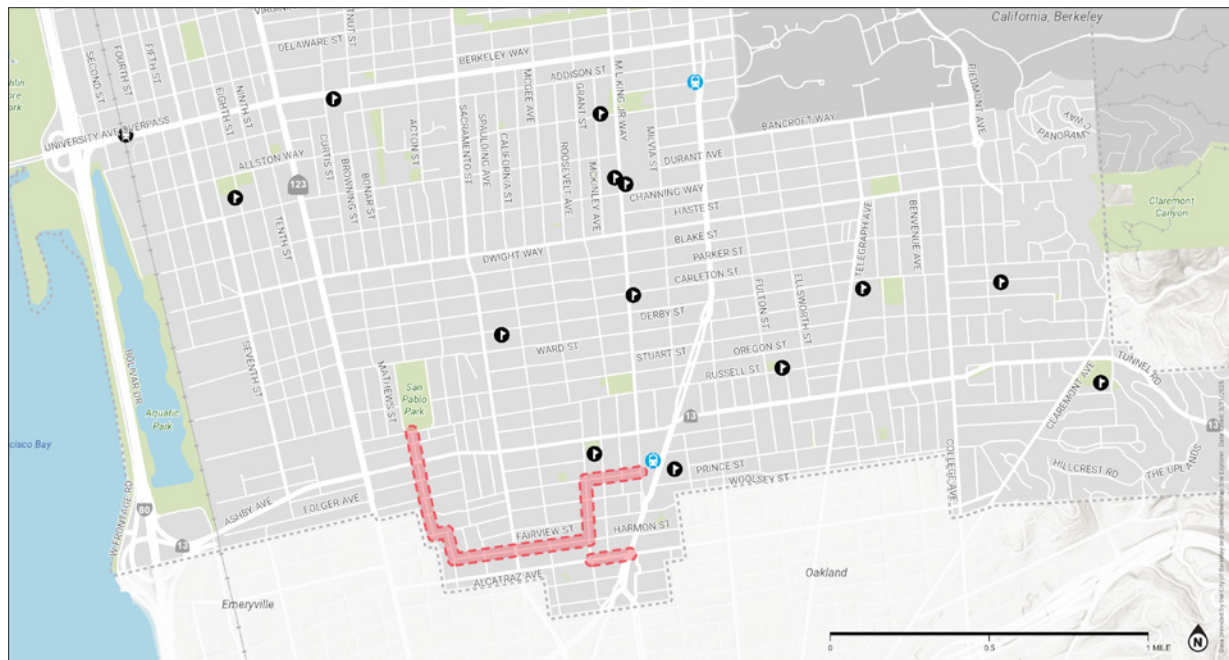 California, Berkeley
VIRGINIA ST
DELAWARE ST
BERKELEY WAY
ADDISON ST
SECOND ST
FOURTH ST
FIFTH ST
EIGHTH ST
NINTH ST
UNIVERSITY AVE
OVERPASS
ALLSTON WAY
CURTIS ST
BROWNING ST
BONAR ST
ACTON ST
SACRAMENTO ST
SPAULDING AVE
CALIFORNIA ST
MCGEE AVE
ROOSEVELT AVE
GRANT ST
MCKINLEY AVE
M L KING JR WAY
MILVIA ST
BANCROFT WAY
DURANT AVE
CHANNING WAY
HASTE ST
PIEDMONT AVE
Claremont
Canyon
123
TENTH ST
DWIGHT WAY
BLAKE ST
PARKER ST
CARLETON ST
DERBY ST
FULTON ST
ELLSWORTH ST
TELEGRAPH AVE
BENVENUE AVE
WARD ST
STUART ST
OREGON ST
RUSSELL ST
SEVENTH ST
MATHEWS ST
San
Pablo
Park
BOLIVAR DR
Aquatic
Park
cisco Bay
13
TUNNEL RD
CLAREMONT AVE
13
PRINCE ST
WOOLSEY ST
COLLEGE AVE
HILLCREST RD
THE UPLANDS
W FRONTAGE RD
80
13
ASHBY AVE
FOLGER AVE
FAIRVIEW ST
HARMON ST
ALCATRAZ AVE
Emeryville
Oakland
0
0.5
1 MILE
N